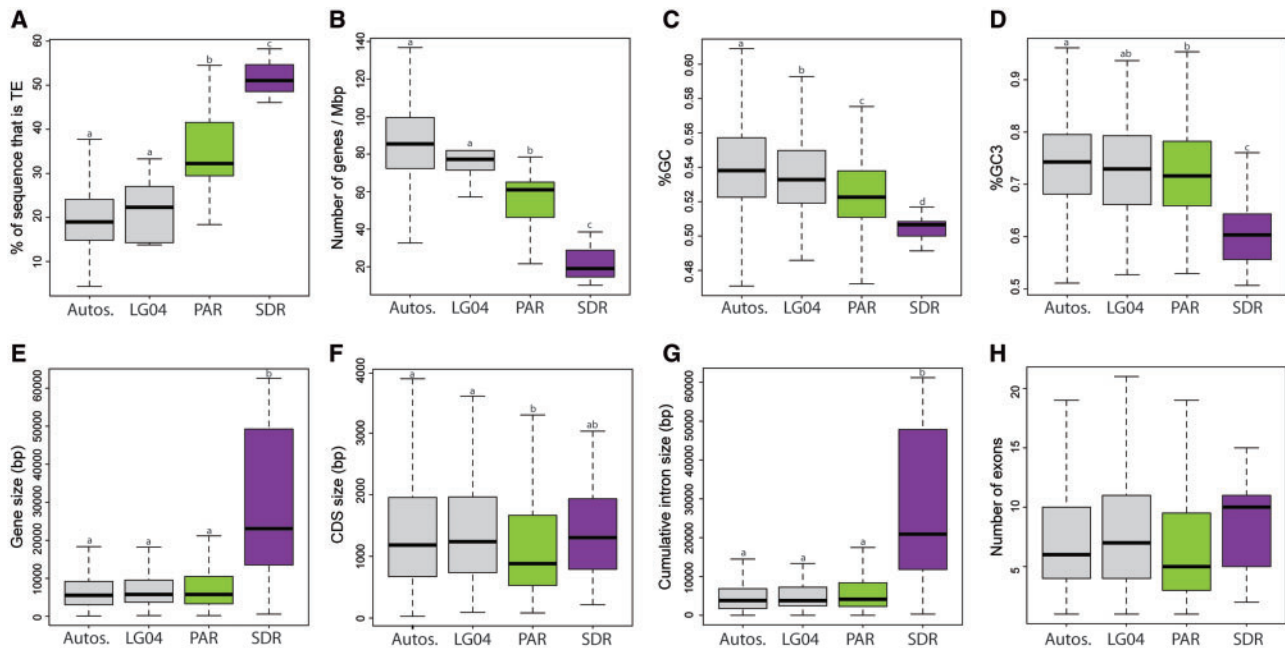 A
% of sequence that is TE
60
50
40
30
20
10
a
a
b
c
Autos.
LG04
PAR
SDR
B
Number of genes / Mbp
140
120
100
80
60
40
20
a
a
b
c
Autos.
LG04
PAR
SDR
C
%GC
0.60
0.58
0.56
0.54
0.52
0.50
0.48
a
b
c
d
Autos.
LG04
PAR
SDR
D
%GC3
0.9
0.8
0.7
0.6
0.5
a
ab
b
c
Autos.
LG04
PAR
SDR
E
Gene size (bp)
60000
50000
40000
30000
20000
10000
0
a
a
a
b
Autos.
LG04
PAR
SDR
F
CDS size (bp)
4000
3000
2000
1000
0
a
a
b
ab
Autos.
LG04
PAR
SDR
G
Cumulative intron size (bp)
60000
50000
40000
30000
20000
10000
0
a
a
a
b
Autos.
LG04
PAR
SDR
H
Number of exons
20
15
10
5
Autos.
LG04
PAR
SDR